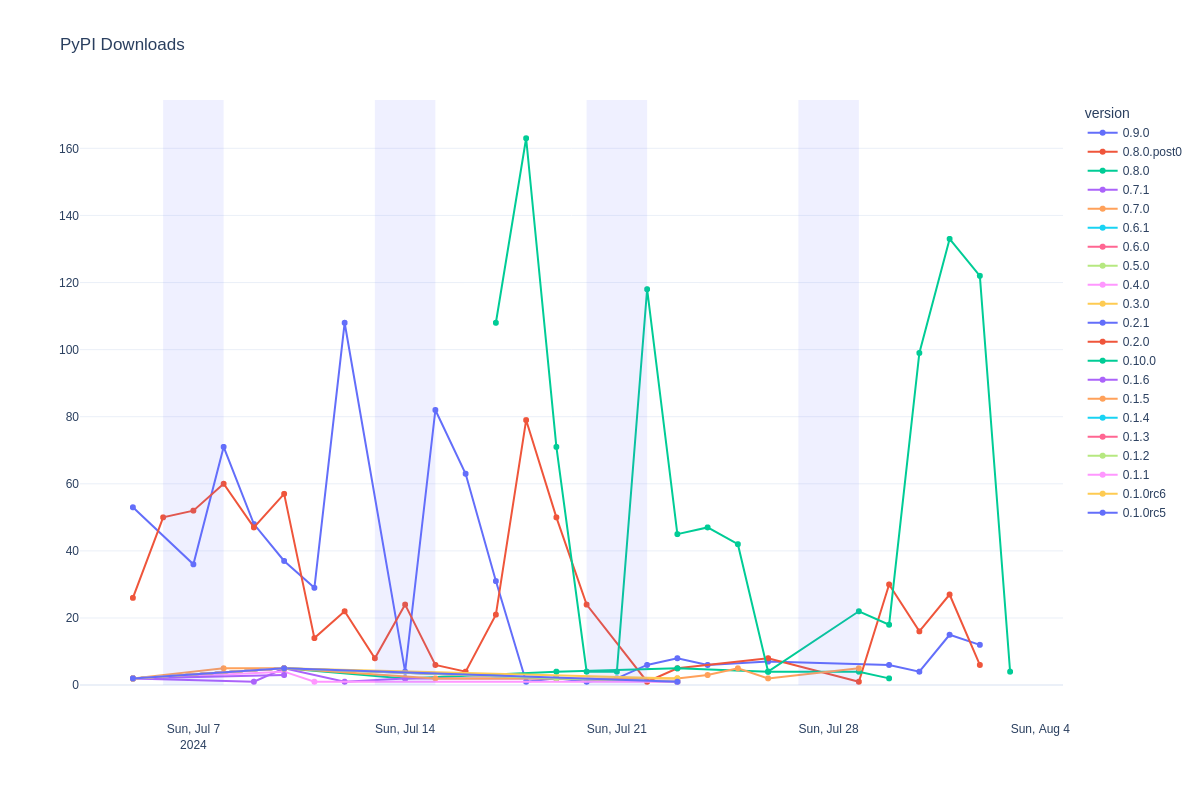 PyPI Downloads
version
0.9.0
0.8.0.post0
0.8.0
0.7.1
0.7.0
0.6.1
0.6.0
0.5.0
0.4.0
0.3.0
0.2.1
0.2.0
0.10.0
0.1.6
0.1.5
0.1.4
0.1.3
0.1.2
0.1.1
0.1.0rc6
0.1.0rc5
160
140
120
100
80
60
40
20
0
Sun, Jul 7
2024
Sun, Jul 14
Sun, Jul 21
Sun, Jul 28
Sun, Aug 4